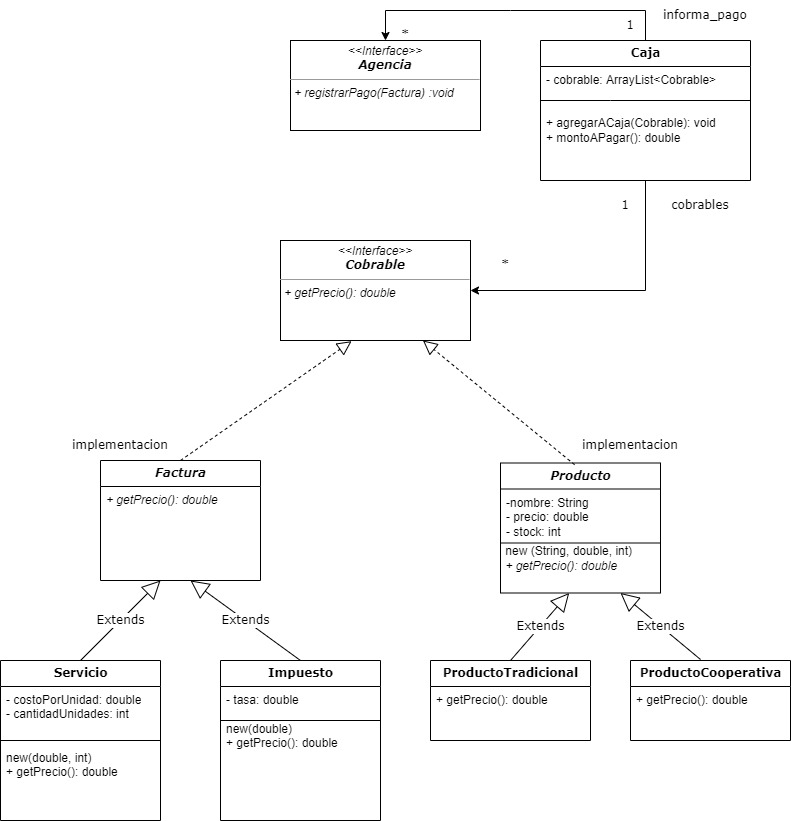 informa_pago
1
*
<<Interface>>
Agencia
+ registrarPago(Factura) :void
Caja
- cobrable: ArrayList<Cobrable>
+ agregarACaja(Cobrable): void
+ montoAPagar(): double
1
cobrables
*
<<Interface>>
Cobrable
+ getPrecio(): double
implementacion
implementacion
Factura
+ getPrecio(): double
Producto
-nombre: String
- precio: double
- stock: int
new (String, double, int)
+ getPrecio(): double
Extends
Extends
Extends
Extends
Servicio
- costoPorUnidad: double
- cantidadUnidades: int
new(double, int)
+ getPrecio(): double
Impuesto
- tasa: double
new(double)
+ getPrecio(): double
ProductoTradicional
+ getPrecio(): double
ProductoCooperativa
+ getPrecio(): double